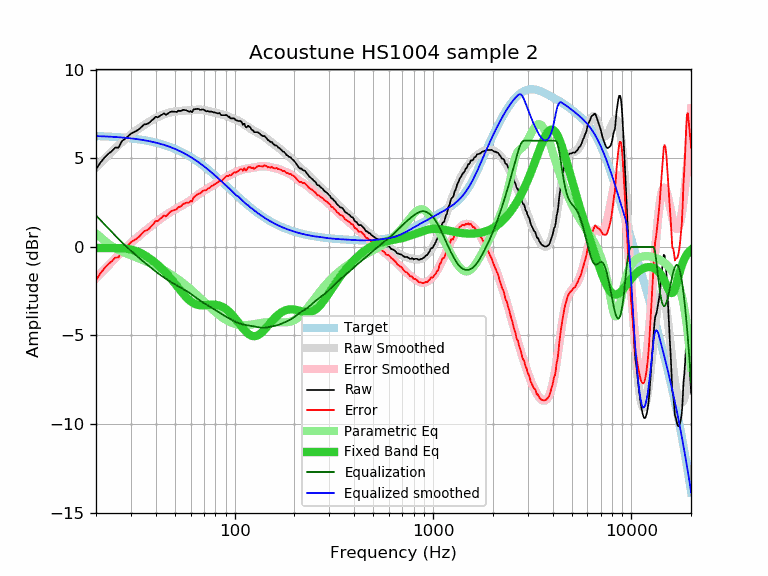 Acoustune HS1004 sample 2
10
5
0
−5
−10
−15
Amplitude (dBr)
Target
Raw Smoothed
Error Smoothed
Raw
Error
Parametric Eq
Fixed Band Eq
Equalization
Equalized smoothed
100 1000 10000
Frequency (Hz)